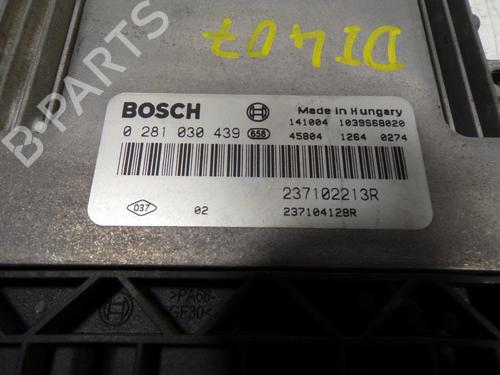 DI407
BOSCH
Made in Hungary
0 281 030 439 658
141004 1039S68020
45804 1264 0274
237102213R
037 02 237104128R
>PA66-
GF30<
B-PARTS